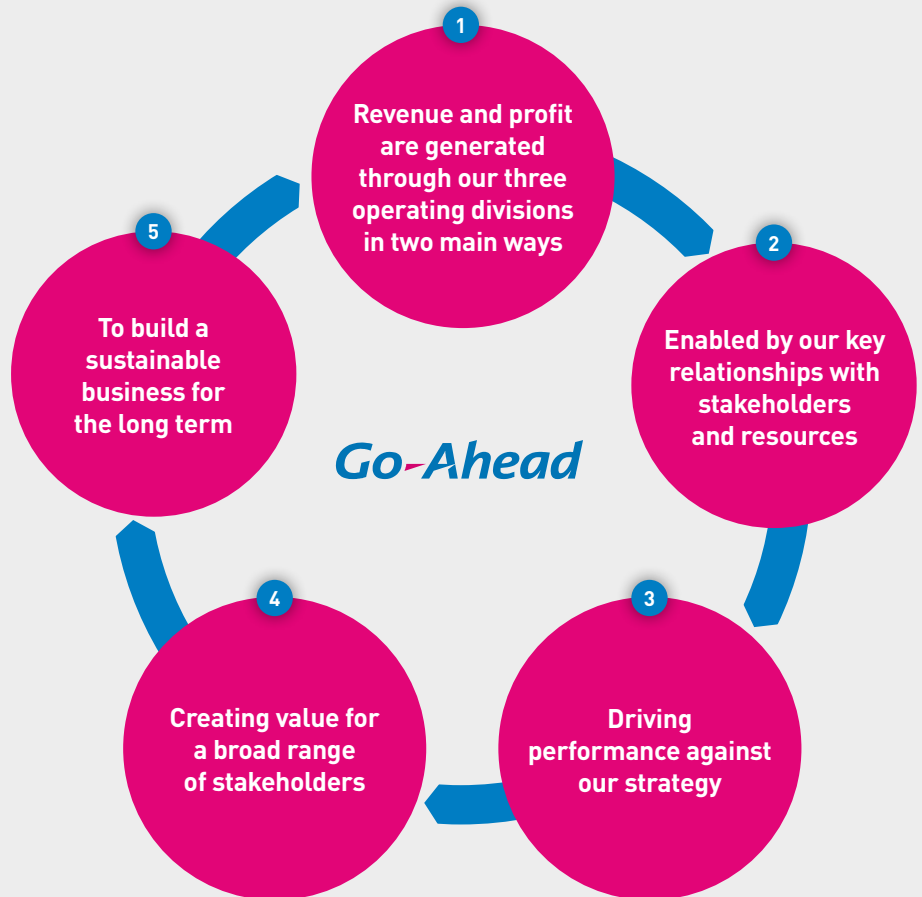 1
Revenue and profit
are generated
through our three
operating divisions
in two main ways
2
Enabled by our key
relationships with
stakeholders
and resources
3
Driving
performance against
our strategy
4
Creating value for
a broad range
of stakeholders
5
To build a
sustainable
business for
the long term
Go-Ahead